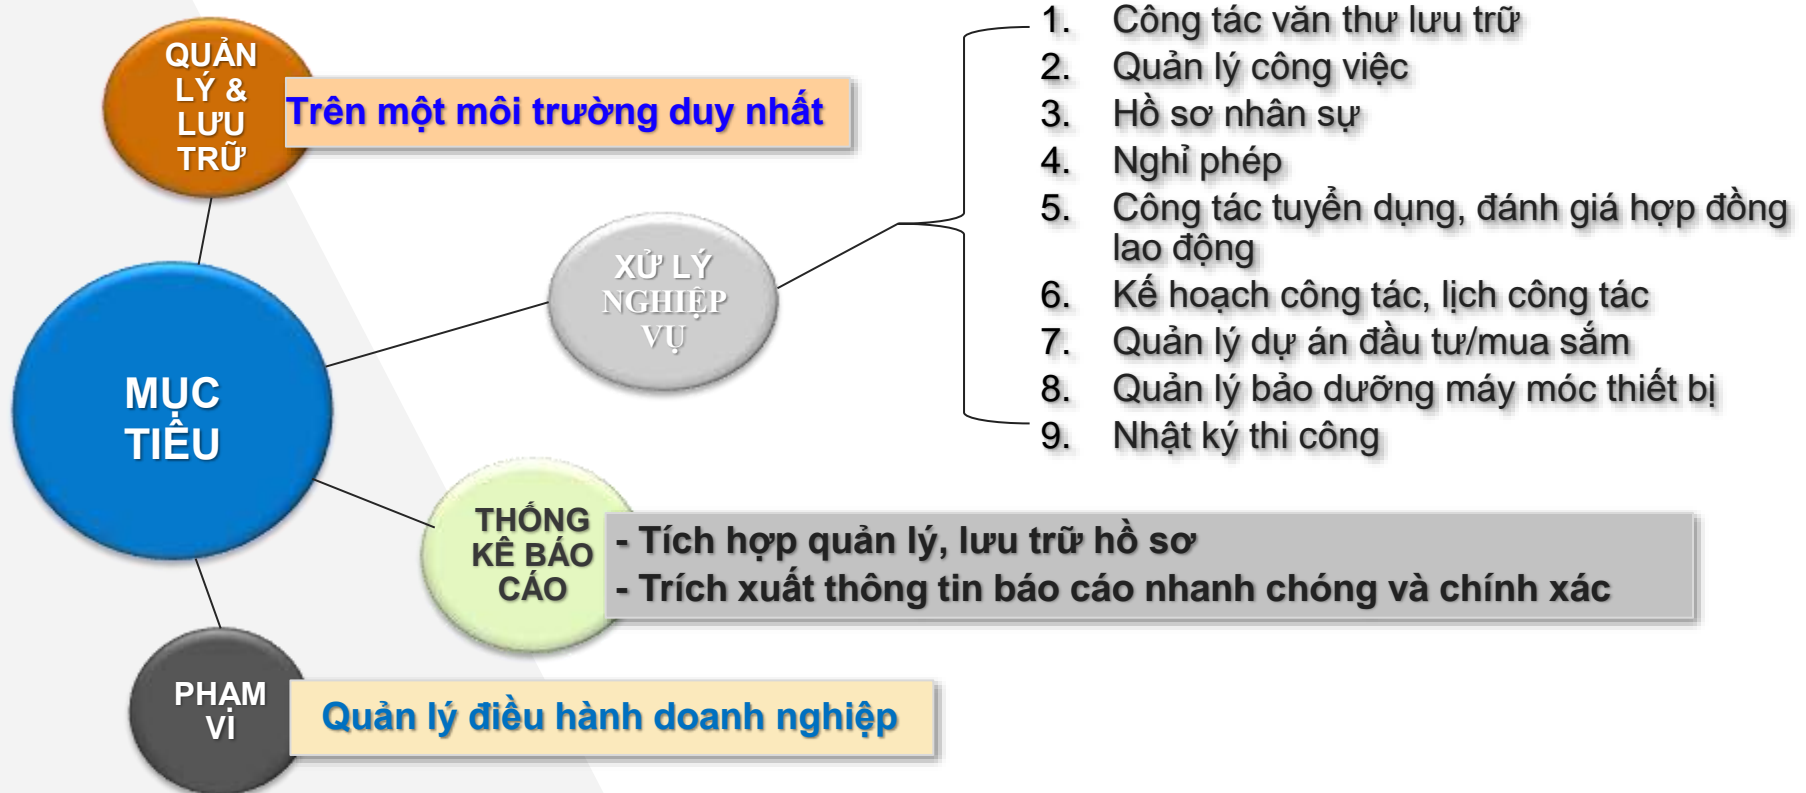 QUẢN
LÝ &
LƯU
TRỮ
Trên một môi trường duy nhất
MỤC
TIÊU
XỬ LÝ
NGHIỆP
VỤ
1. Công tác văn thư lưu trữ
2. Quản lý công việc
3. Hồ sơ nhân sự
4. Nghỉ phép
5. Công tác tuyển dụng, đánh giá hợp đồng
lao động
6. Kế hoạch công tác, lịch công tác
7. Quản lý dự án đầu tư/mua sắm
8. Quản lý bảo dưỡng máy móc thiết bị
9. Nhật ký thi công
THỐNG
KÊ BÁO
CÁO
- Tích hợp quản lý, lưu trữ hồ sơ
- Trích xuất thông tin báo cáo nhanh chóng và chính xác
PHẠM
VI
Quản lý điều hành doanh nghiệp